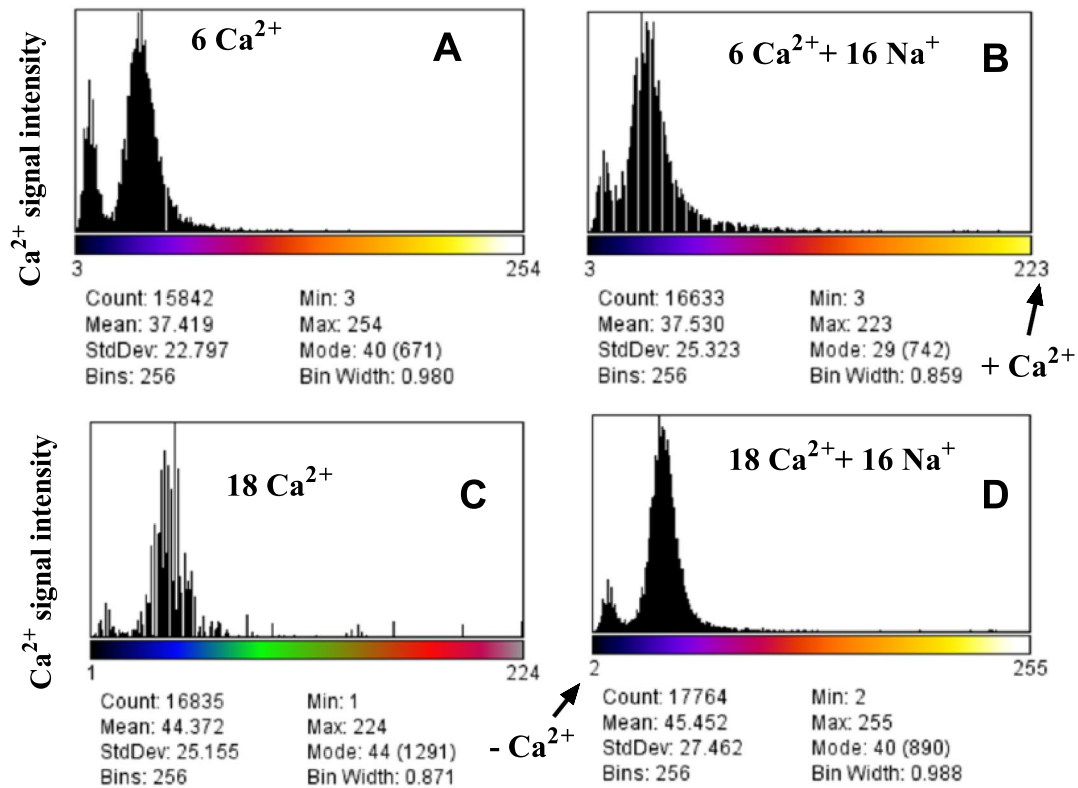 Ca2+ signal intensity
6 Ca2+
A
3
254
Count: 15842
Min: 3
Mean: 37.419
Max: 254
StdDev: 22.797
Mode: 40 (671)
Bins: 256
Bin Width: 0.980
6 Ca2++ 16 Na+
B
3
223
Count: 16633
Min: 3
Mean: 37.530
Max: 223
StdDev: 25.323
Mode: 29 (742)
Bins: 256
Bin Width: 0.859
+ Ca2+
Ca2+ signal intensity
18 Ca2+
C
1
224
Count: 16835
Min: 1
Mean: 44.372
Max: 224
StdDev: 25.155
Mode: 44 (1291)
Bins: 256
Bin Width: 0.871
- Ca2+
18 Ca2++ 16 Na+
D
2
255
Count: 17764
Min: 2
Mean: 45.452
Max: 255
StdDev: 27.462
Mode: 40 (890)
Bins: 256
Bin Width: 0.988